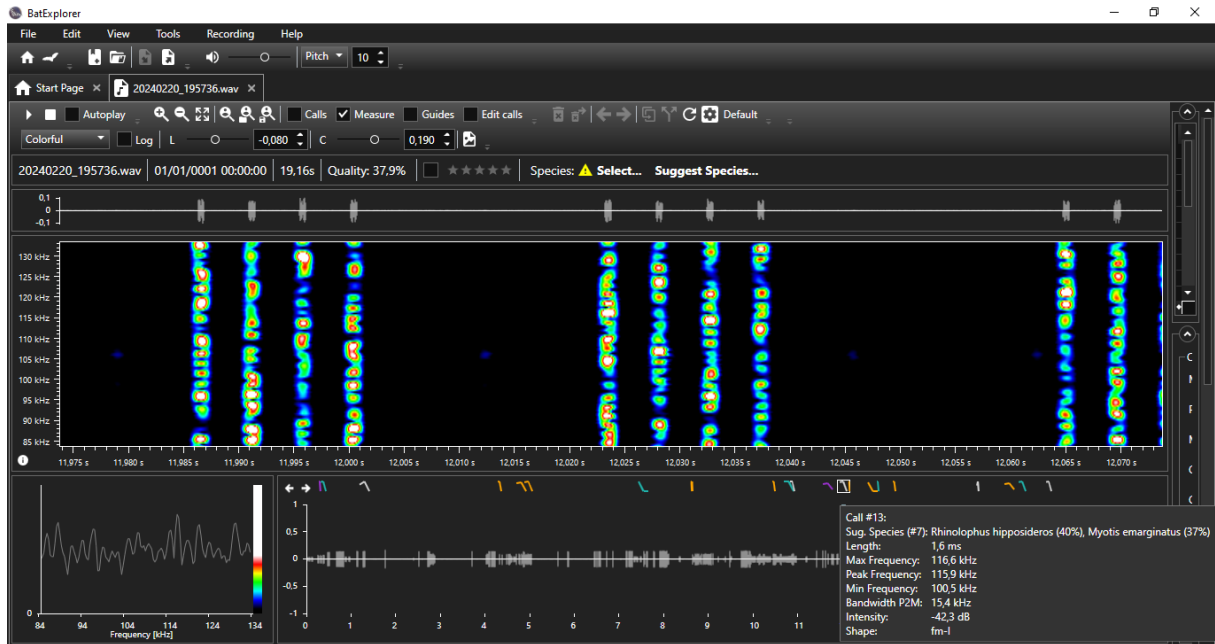 BatExplorer
File Edit View Tools Recording Help
Pitch 10
Start Page 20240220_195736.wav
Autoplay Calls Measure Guides Edit calls Default
Colorful Log L -0,080 C 0,190
20240220_195736.wav 01/01/0001 00:00:00 19,16s Quality: 37,9% Species: Select... Suggest Species...
0,1
0
-0,1
130 kHz
125 kHz
120 kHz
115 kHz
110 kHz
105 kHz
100 kHz
95 kHz
90 kHz
85 kHz
11,975 s 11,980 s 11,985 s 11,990 s 11,995 s 12,000 s 12,005 s 12,010 s 12,015 s 12,020 s 12,025 s 12,030 s 12,035 s 12,040 s 12,045 s 12,050 s 12,055 s 12,060 s 12,065 s 12,070 s
0
84 94 104 114 124 134
Frequency [kHz]
1
0,5
0
-0,5
-1
0 1 2 3 4 5 6 7 8 9 10 11
Call #13:
Sug. Species (#7): Rhinolophus hipposideros (40%), Myotis emarginatus (37%)
Length: 1,6 ms
Max Frequency: 116,6 kHz
Peak Frequency: 115,9 kHz
Min Frequency: 100,5 kHz
Bandwidth P2M: 15,4 kHz
Intensity: -42,3 dB
Shape: fm-l